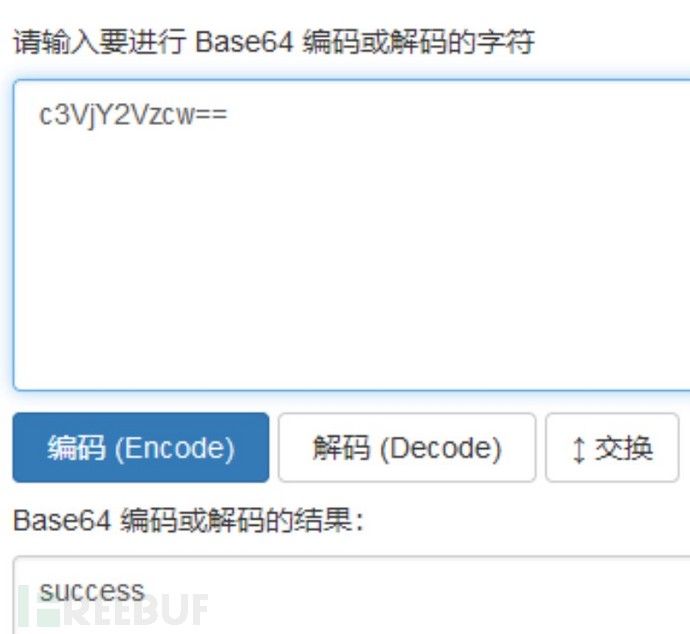 请输入要进行 Base64 编码或解码的字符
c3VjY2Vzcw==
编码 (Encode)
解码 (Decode)
↕ 交换
Base64 编码或解码的结果：
success
FREEBUF